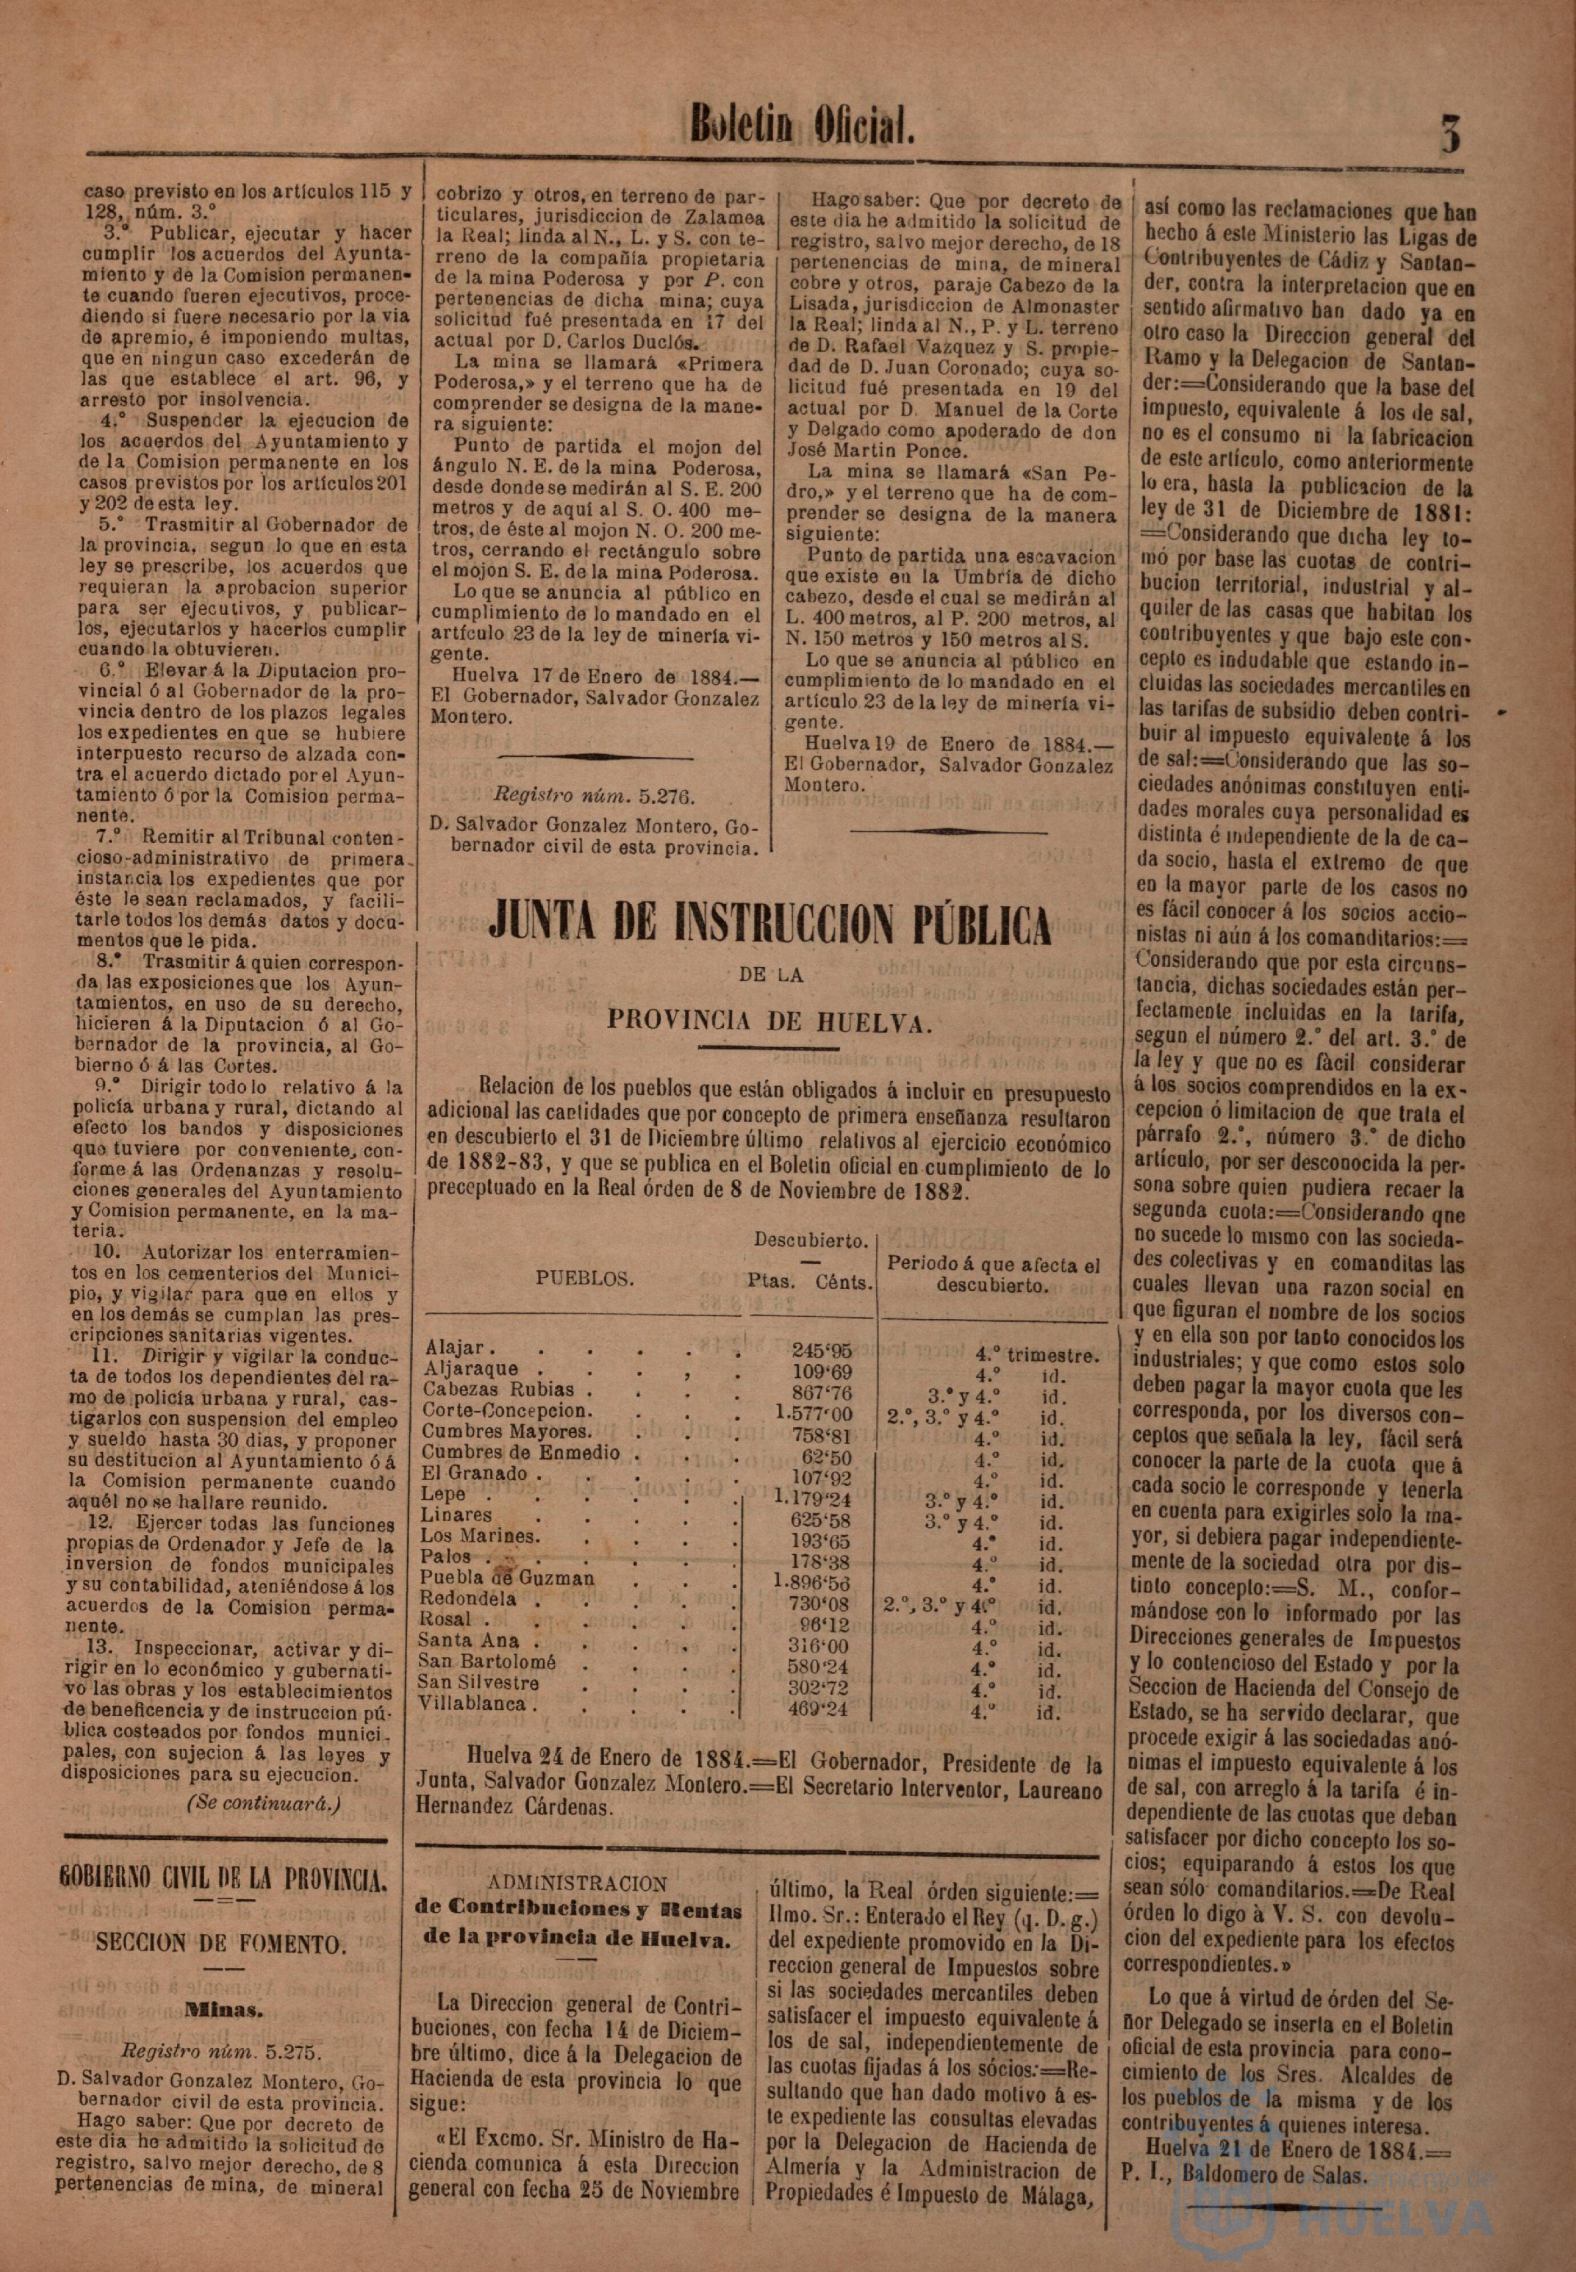 Boletin Oficial.
3
caso previsto en los artículos 115 y
128, núm. 3.º
3.º Publicar, ejecutar y hacer
cumplir los acuerdos del Ayunta-
miento y de la Comision permanen-
te cuando fueren ejecutivos, proce-
diendo si fuere necesario por la via
de apremio, é imponiendo multas,
que en ningun caso excederán de
las que establece el art. 96, y
arresto por insolvencia.
4.º Suspender la ejecucion de
los acuerdos del Ayuntamiento y
de la Comision permanente en los
casos previstos por los artículos 201
y 202 de esta ley.
5.º Trasmitir al Gobernador de
la provincia, segun lo que en esta
ley se prescribe, los acuerdos que
requieran la aprobacion superior
para ser ejecutivos, y publicar-
los, ejecutarlos y hacerlos cumplir
cuando la obtuvieren.
6.º Elevar á la Diputacion pro-
vincial ó al Gobernador de la pro-
vincia dentro de los plazos legales
los expedientes en que se hubiere
interpuesto recurso de alzada con-
tra el acuerdo dictado por el Ayun-
tamiento ó por la Comision perma-
nente.
7.º Remitir al Tribunal conten-
cioso-administrativo de primera
instancia los expedientes que por
éste le sean reclamados, y facili-
tarle todos los demás datos y docu-
mentos que le pida.
8.º Trasmitir á quien correspon-
da las exposiciones que los Ayun-
tamientos, en uso de su derecho,
hicieren á la Diputacion ó al Go-
bernador de la provincia, al Go-
bierno ó á las Cortes.
9.º Dirigir todo lo relativo á la
policía urbana y rural, dictando al
efecto los bandos y disposiciones
que tuviere por conveniente, con-
forme á las Ordenanzas y resolu-
ciones generales del Ayuntamiento
y Comision permanente, en la ma-
teria.
10. Autorizar los enterramien-
tos en los cementerios del Munici-
pio, y vigilar para que en ellos y
en los demás se cumplan las pres-
cripciones sanitarias vigentes.
11. Dirigir y vigilar la conduc-
ta de todos los dependientes del ra-
mo de policía urbana y rural, cas-
tigarlos con suspension del empleo
y sueldo hasta 30 dias, y proponer
su destitucion al Ayuntamiento ó á
la Comision permanente cuando
aquél no se hallare reunido.
12. Ejercer todas las funciones
propias de Ordenador y Jefe de la
inversion de fondos municipales
y su contabilidad, ateniéndose á los
acuerdos de la Comision perma-
nente.
13. Inspeccionar, activar y di-
rigir en lo económico y gubernati-
vo las obras y los establecimientos
de beneficencia y de instruccion pú-
blica costeados por fondos munici-
pales, con sujecion á las leyes y
disposiciones para su ejecucion.
(Se continuará.)
GOBIERNO CIVIL DE LA PROVINCIA.
SECCION DE FOMENTO.
Minas.
Registro núm. 5.275.
D. Salvador Gonzalez Montero, Go-
bernador civil de esta provincia.
Hago saber: Que por decreto de
este dia he admitido la solicitud de
registro, salvo mejor derecho, de 8
pertenencias de mina, de mineral
cobrizo y otros, en terreno de par-
ticulares, jurisdiccion de Zalamea
la Real; linda al N., L. y S. con te-
rreno de la compañía propietaria
de la mina Poderosa y por P. con
pertenencias de dicha mina; cuya
solicitud fué presentada en 17 del
actual por D. Carlos Duclós.
La mina se llamará «Primera
Poderosa,» y el terreno que ha de
comprender se designa de la mane-
ra siguiente:
Punto de partida el mojon del
ángulo N. E. de la mina Poderosa,
desde donde se medirán al S. E. 200
metros y de aquí al S. O. 400 me-
tros, de éste al mojon N. O. 200 me-
tros, cerrando el rectángulo sobre
el mojon S. E. de la mina Poderosa.
Lo que se anuncia al público en
cumplimiento de lo mandado en el
artículo 23 de la ley de minería vi-
gente.
Huelva 17 de Enero de 1884.—
El Gobernador, Salvador Gonzalez
Montero.
Registro núm. 5.276.
D. Salvador Gonzalez Montero, Go-
bernador civil de esta provincia.
Hago saber: Que por decreto de
este dia he admitido la solicitud de
registro, salvo mejor derecho, de 18
pertenencias de mina, de mineral
cobre y otros, paraje Cabezo de la
Lisada, jurisdiccion de Almonaster
la Real; linda al N., P. y L. terreno
de D. Rafael Vazquez y S. propie-
dad de D. Juan Coronado; cuya so-
licitud fué presentada en 19 del
actual por D. Manuel de la Corte
y Delgado como apoderado de don
José Martin Ponce.
La mina se llamará «San Pe-
dro,» y el terreno que ha de com-
prender se designa de la manera
siguiente:
Punto de partida una escavacion
que existe en la Umbría de dicho
cabezo, desde el cual se medirán al
L. 400 metros, al P. 200 metros, al
N. 150 metros y 150 metros al S.
Lo que se anuncia al público en
cumplimiento de lo mandado en el
artículo 23 de la ley de minería vi-
gente.
Huelva 19 de Enero de 1884.—
El Gobernador, Salvador Gonzalez
Montero.
JUNTA DE INSTRUCCION PÚBLICA
DE LA
PROVINCIA DE HUELVA.
Relacion de los pueblos que están obligados á incluir en presupuesto
adicional las cantidades que por concepto de primera enseñanza resultaron
en descubierto el 31 de Diciembre último relativos al ejercicio económico
de 1882-83, y que se publica en el Boletin oficial en cumplimiento de lo
preceptuado en la Real órden de 8 de Noviembre de 1882.
PUEBLOS. Descubierto. — Ptas. Cénts. Periodo á que afecta el descubierto.
Alajar . . . . . . 245'95 4.º trimestre.
Aljaraque . . . , . 109'69 4.º id.
Cabezas Rubias . . . . 867'76 3.º y 4.º id.
Corte-Concepcion. . . . 1.577'00 2.º, 3.º y 4.º id.
Cumbres Mayores. . . . 758'81 4.º id.
Cumbres de Enmedio . . . 62'50 4.º id.
El Granado . . . . . 107'92 4.º id.
Lepe . . . . . . 1.179'24 3.º y 4.º id.
Linares . . . . . 625'58 3.º y 4.º id.
Los Marines. . . . . 193'65 4.º id.
Palos . . . . . . 178'38 4.º id.
Puebla de Guzman . . . 1.896'56 4.º id.
Redondela . . . . . 730'08 2.º, 3.º y 4.º id.
Rosal . . . . . . 96'12 4.º id.
Santa Ana . . . . . 316'00 4.º id.
San Bartolomé . . . . 580'24 4.º id.
San Silvestre . . . . 302'72 4.º id.
Villablanca . . . . . 469'24 4.º id.
Huelva 24 de Enero de 1884.=El Gobernador, Presidente de la
Junta, Salvador Gonzalez Montero.=El Secretario Interventor, Laureano
Hernandez Cárdenas.
ADMINISTRACION
de Contribuciones y Rentas
de la provincia de Huelva.
La Direccion general de Contri-
buciones, con fecha 14 de Diciem-
bre último, dice á la Delegacion de
Hacienda de esta provincia lo que
sigue:
«El Excmo. Sr. Ministro de Ha-
cienda comunica á esta Direccion
general con fecha 25 de Noviembre
último, la Real órden siguiente:=
Ilmo. Sr.: Enterado el Rey (q. D. g.)
del expediente promovido en la Di-
reccion general de Impuestos sobre
si las sociedades mercantiles deben
satisfacer el impuesto equivalente á
los de sal, independientemente de
las cuotas fijadas á los sócios:=Re-
sultando que han dado motivo á es-
te expediente las consultas elevadas
por la Delegacion de Hacienda de
Almería y la Administracion de
Propiedades é Impuesto de Málaga,
así como las reclamaciones que han
hecho á este Ministerio las Ligas de
Contribuyentes de Cádiz y Santan-
der, contra la interpretacion que en
sentido afirmativo han dado ya en
otro caso la Direccion general del
Ramo y la Delegacion de Santan-
der:=Considerando que la base del
impuesto, equivalente á los de sal,
no es el consumo ni la fabricacion
de este artículo, como anteriormente
lo era, hasta la publicacion de la
ley de 31 de Diciembre de 1881:
=Considerando que dicha ley to-
mó por base las cuotas de contri-
bucion territorial, industrial y al-
quiler de las casas que habitan los
contribuyentes y que bajo este con-
cepto es indudable que estando in-
cluidas las sociedades mercantiles en
las tarifas de subsidio deben contri-
buir al impuesto equivalente á los
de sal:=Considerando que las so-
ciedades anónimas constituyen enti-
dades morales cuya personalidad es
distinta é independiente de la de ca-
da socio, hasta el extremo de que
en la mayor parte de los casos no
es fácil conocer á los socios accio-
nistas ni aún á los comanditarios:=
Considerando que por esta circuns-
tancia, dichas sociedades están per-
fectamente incluidas en la tarifa,
segun el número 2.º del art. 3.º de
la ley y que no es fàcil considerar
á los socios comprendidos en la ex-
cepcion ó limitacion de que trata el
párrafo 2.º, número 3.º de dicho
artículo, por ser desconocida la per-
sona sobre quien pudiera recaer la
segunda cuota:=Considerando qne
no sucede lo mismo con las socieda-
des colectivas y en comanditas las
cuales llevan una razon social en
que figuran el nombre de los socios
y en ella son por tanto conocidos los
industriales; y que como estos solo
deben pagar la mayor cuota que les
corresponda, por los diversos con-
ceptos que señala la ley, fácil será
conocer la parte de la cuota que á
cada socio le corresponde y tenerla
en cuenta para exigirles solo la ma-
yor, si debiera pagar independiente-
mente de la sociedad otra por dis-
tinto concepto:=S. M., confor-
mándose con lo informado por las
Direcciones generales de Impuestos
y lo contencioso del Estado y por la
Seccion de Hacienda del Consejo de
Estado, se ha servido declarar, que
procede exigir á las sociedadas anó-
nimas el impuesto equivalente á los
de sal, con arreglo á la tarifa é in-
dependiente de las cuotas que deban
satisfacer por dicho concepto los so-
cios; equiparando á estos los que
sean sólo comanditarios.=De Real
órden lo digo à V. S. con devolu-
cion del expediente para los efectos
correspondientes.»
Lo que á virtud de órden del Se-
ñor Delegado se inserta en el Boletin
oficial de esta provincia para cono-
cimiento de los Sres. Alcaldes de
los pueblos de la misma y de los
contribuyentes á quienes interesa.
Huelva 21 de Enero de 1884.=
P. I., Baldomero de Salas.
HUELVA